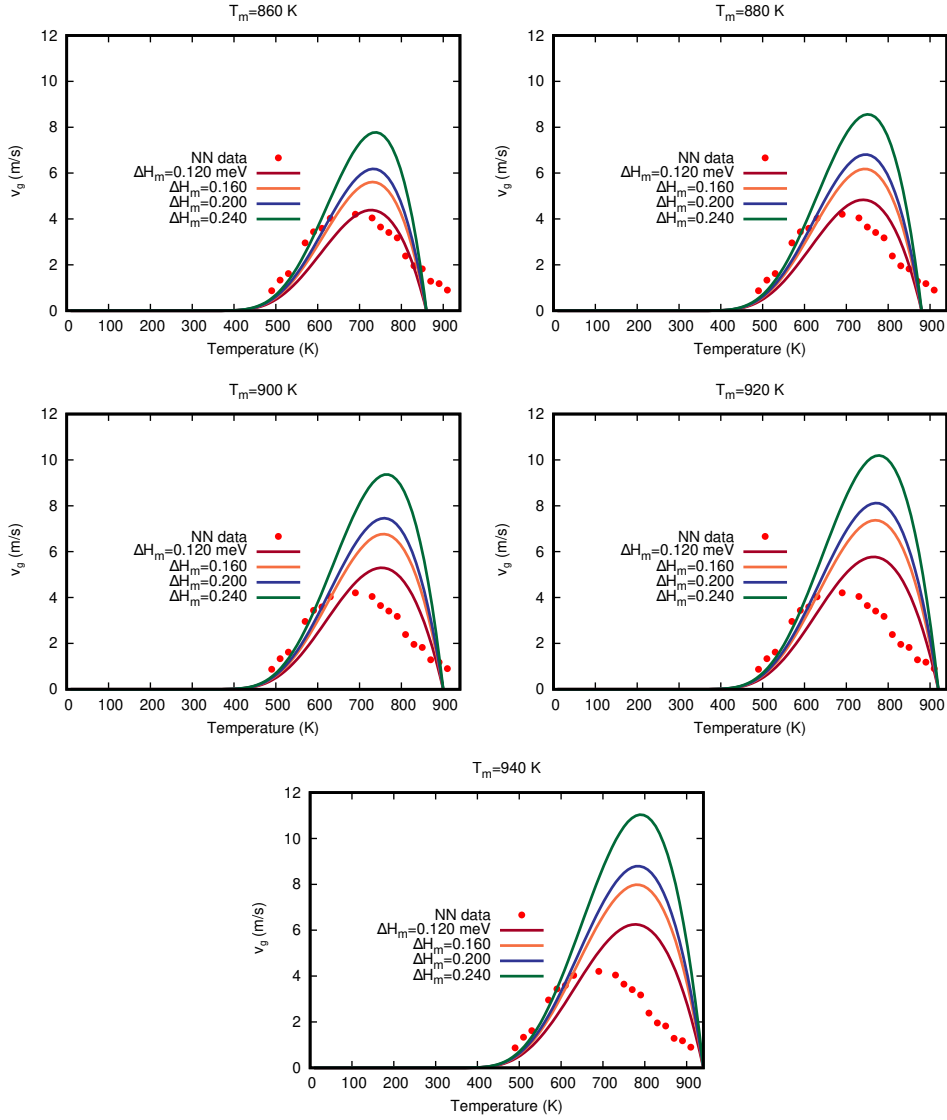 T_m=860 K
v_g (m/s)
12
10
8
6
4
2
0
NN data
ΔH_m=0.120 meV
ΔH_m=0.160
ΔH_m=0.200
ΔH_m=0.240
0 100 200 300 400 500 600 700 800 900
Temperature (K)
T_m=880 K
v_g (m/s)
12
10
8
6
4
2
0
NN data
ΔH_m=0.120 meV
ΔH_m=0.160
ΔH_m=0.200
ΔH_m=0.240
0 100 200 300 400 500 600 700 800 900
Temperature (K)
T_m=900 K
v_g (m/s)
12
10
8
6
4
2
0
NN data
ΔH_m=0.120 meV
ΔH_m=0.160
ΔH_m=0.200
ΔH_m=0.240
0 100 200 300 400 500 600 700 800 900
Temperature (K)
T_m=920 K
v_g (m/s)
12
10
8
6
4
2
0
NN data
ΔH_m=0.120 meV
ΔH_m=0.160
ΔH_m=0.200
ΔH_m=0.240
0 100 200 300 400 500 600 700 800 900
Temperature (K)
T_m=940 K
v_g (m/s)
12
10
8
6
4
2
0
NN data
ΔH_m=0.120 meV
ΔH_m=0.160
ΔH_m=0.200
ΔH_m=0.240
0 100 200 300 400 500 600 700 800 900
Temperature (K)